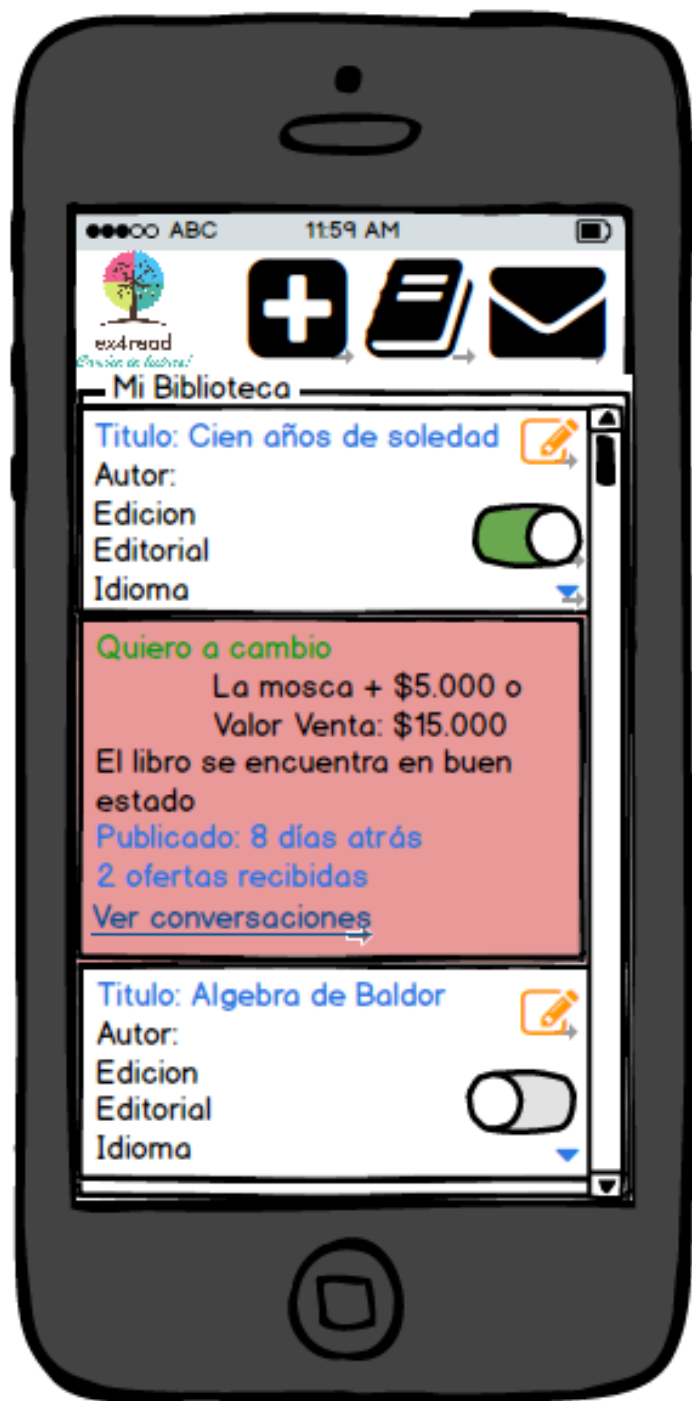 ABC 11:59 AM
ex4read
Mi Biblioteca
Titulo: Cien años de soledad
Autor:
Edicion
Editorial
Idioma
Quiero a cambio
La mosca + $5.000 o
Valor Venta: $15.000
El libro se encuentra en buen
estado
Publicado: 8 días atrás
2 ofertas recibidas
Ver conversaciones
Titulo: Algebra de Baldor
Autor:
Edicion
Editorial
Idioma